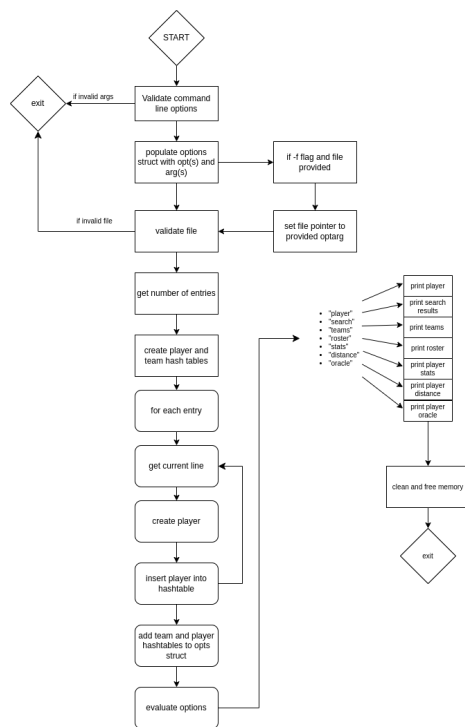 START
if invalid args
exit
Validate command
line options
populate options
struct with opt(s) and
arg(s)
if -f flag and file
provided
if invalid file
validate file
set file pointer to
provided optarg
get number of entries
create player and
team hash tables
for each entry
get current line
create player
insert player into
hashtable
add team and player
hashtables to opts
struct
evaluate options
• "player"
• "search"
• "teams"
• "roster"
• "stats"
• "distance"
• "oracle"
print player
print search
results
print teams
print roster
print player
stats
print player
distance
print player
oracle
clean and free memory
exit